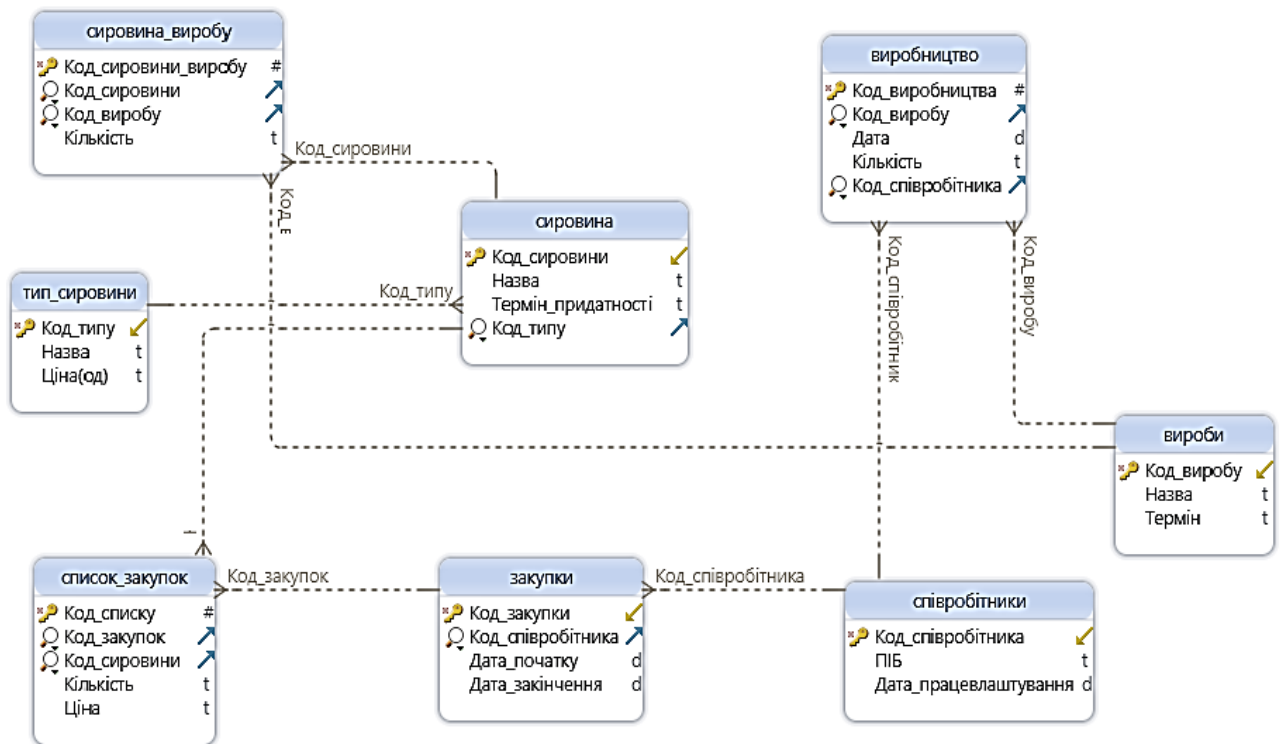 сировина_виробу
Код_сировини_виробу #
Код_сировини
Код_виробу
Кількість t
виробництво
Код_виробництва #
Код_виробу
Дата d
Кількість t
Код_співробітника
Код_сировини
сировина
Код_сировини
Назва t
Термін_придатності t
Код_типу
тип_сировини
Код_типу
Назва t
Ціна(од) t
Код_типу
Код_співробітник
Код_виробу
вироби
Код_виробу
Назва t
Термін t
список_закупок
Код_списку #
Код_закупок
Код_сировини
Кількість t
Ціна t
Код_закупок
закупки
Код_закупки
Код_співробітника
Дата_початку d
Дата_закінчення d
Код_співробітника
співробітники
Код_співробітника
ПІБ t
Дата_працевлаштування d